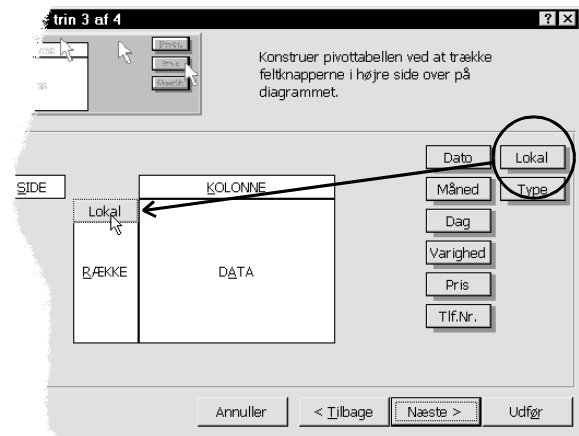 trin 3 af 4
Konstruer pivottabellen ved at trække
feltknapperne i højre side over på
diagrammet.
Dato
Lokal
SIDE
KOLONNE
Måned
Type
Lokal
Dag
Varighed
RÆKKE
DATA
Pris
Tlf.Nr.
Annuller
< Tilbage
Næste >
Udfør